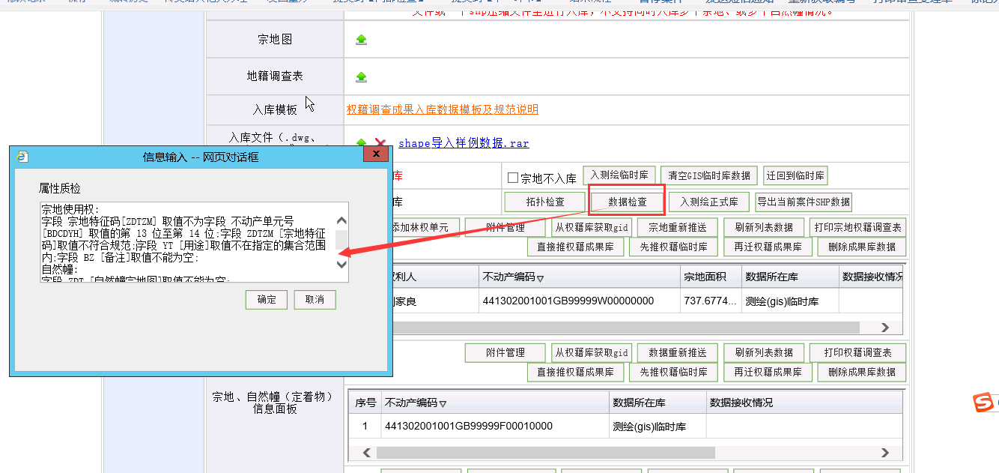 暂存案件 发送短信通知 重新获取编号 打印审查受理单
文件或一个shp压缩文件里进行入库，不支持同时入库多个宗地、或多个自然幢情况。
宗地图
地籍调查表
入库模板 权籍调查成果入库数据模板及规范说明
入库文件（.dwg、 shape导入样例数据.rar
库 宗地不入库 入测绘临时库 清空GIS临时库数据 迁回到临时库
库 拓扑检查 数据检查 入测绘正式库 导出当前案件SHP数据
添加林权单元 附件管理 从权籍库获取gid 宗地重新推送 刷新列表数据 打印宗地权籍调查表
直接推权籍成果库 先推权籍临时库 再迁权籍成果库 删除成果库数据
权利人 不动产编码 宗地面积 数据所在库 数据接收情况
家良 441302001001GB99999W00000000 737.6774... 测绘(gis)临时库
信息输入 -- 网页对话框
x
属性质检
宗地使用权:
字段 宗地特征码[ZDTZM] 取值不为字段 不动产单元号
[BDCDYH] 取值的第 13 位至第 14 位;字段 ZDTZM [宗地特征
码]取值不符合规范;字段 YT [用途]取值不在指定的集合范围
内;字段 BZ [备注]取值不能为空;
自然幢:
字段 ZDT [自然幢宗地图]取值不能为空;
确定 取消
附件管理 从权籍库获取gid 数据重新推送 刷新列表数据 打印权籍调查表
直接推权籍成果库 先推权籍临时库 再迁权籍成果库 删除成果库数据
宗地、自然幢（定着物）
信息面板
序号 不动产编码 数据所在库 数据接收情况
1 441302001001GB99999F00010000 测绘(gis)临时库
S